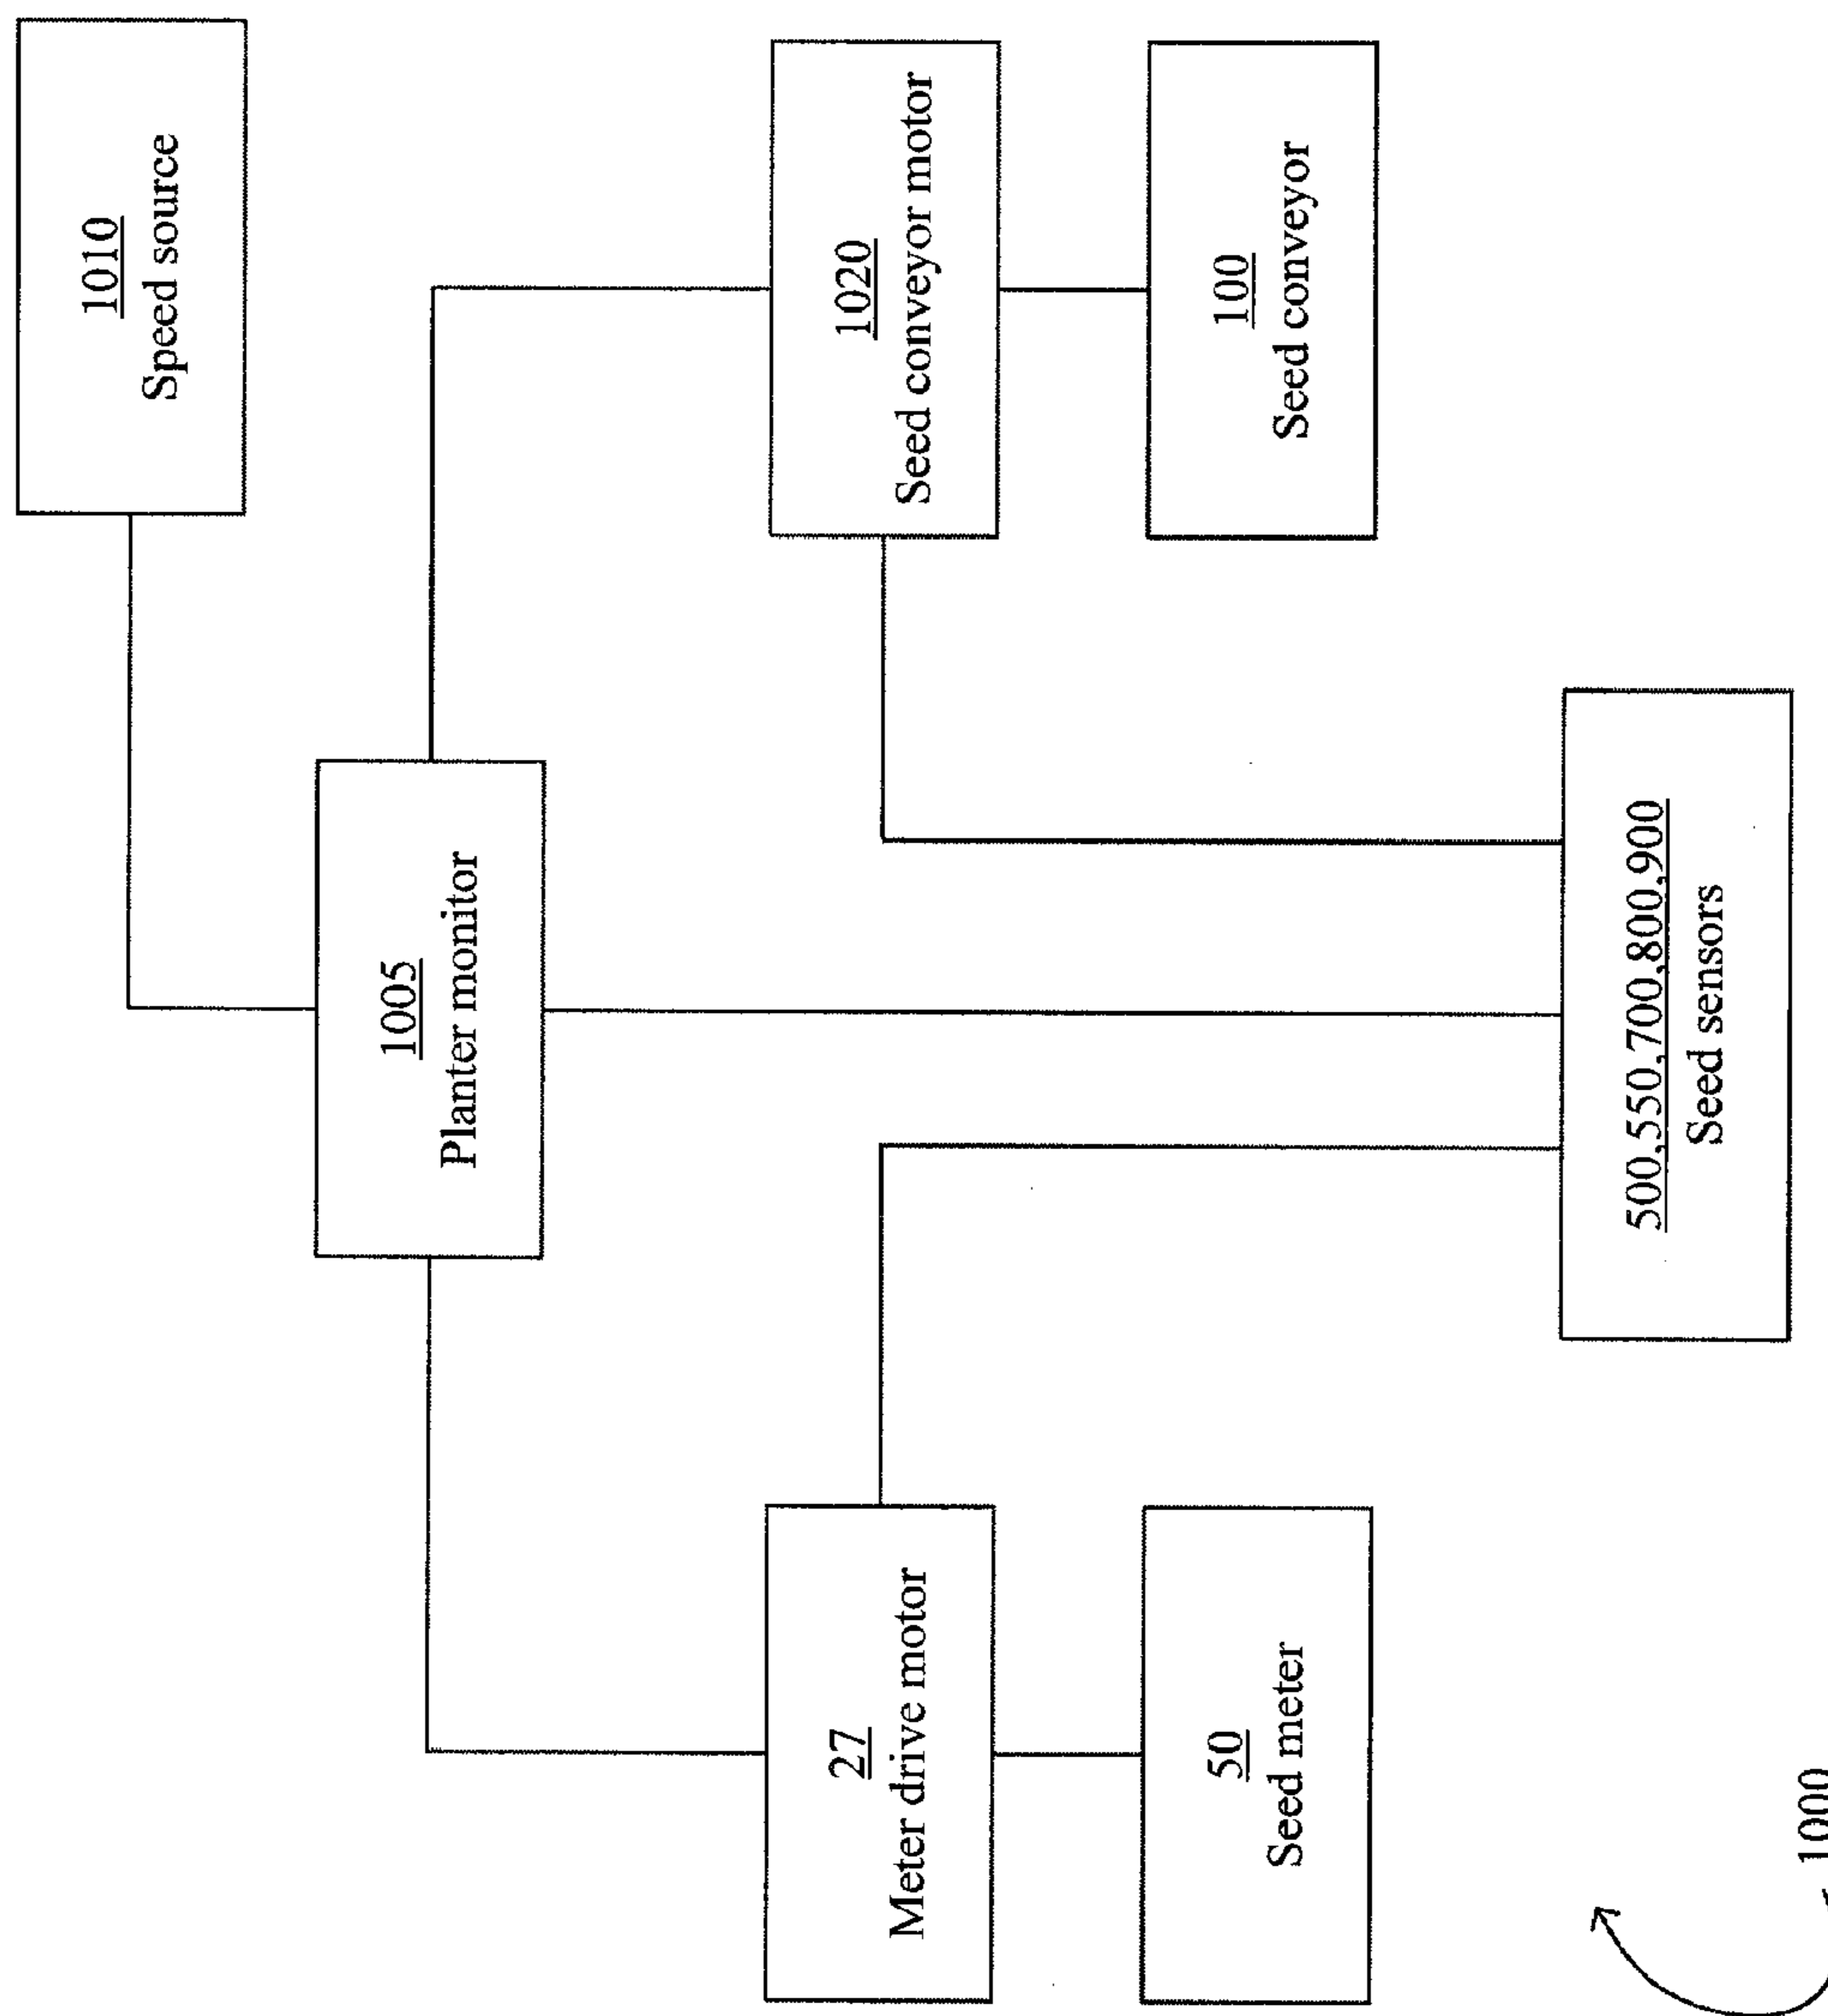 1010
Speed source
1005
Planter monitor
27
Meter drive motor
1020
Seed conveyor motor
50
Seed meter
100
Seed conveyor
500,550,700,800,900
Seed sensors
1000